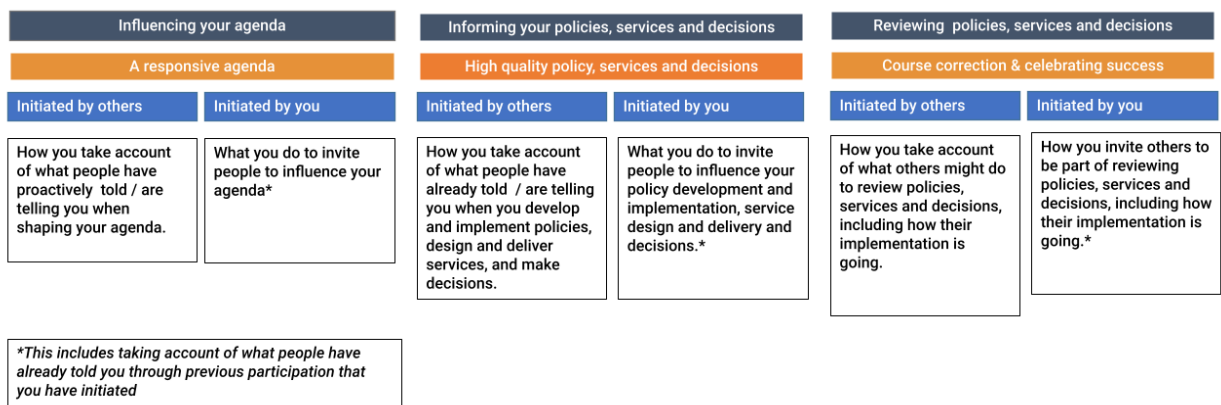 Influencing your agenda
A responsive agenda
Initiated by others
Initiated by you
How you take account
of what people have
proactively told / are
telling you when
shaping your agenda.
What you do to invite
people to influence your
agenda*
Informing your policies, services and decisions
High quality policy, services and decisions
Initiated by others
Initiated by you
How you take account
of what people have
already told / are telling
you when you develop
and implement policies,
design and deliver
services, and make
decisions.
What you do to invite
people to influence your
policy development and
implementation, service
design and delivery and
decisions.*
Reviewing policies, services and decisions
Course correction & celebrating success
Initiated by others
Initiated by you
How you take account
of what others might do
to review policies,
services and decisions,
including how their
implementation is
going.
How you invite others to
be part of reviewing
policies, services and
decisions, including how
their implementation is
going.*
*This includes taking account of what people have
already told you through previous participation that
you have initiated